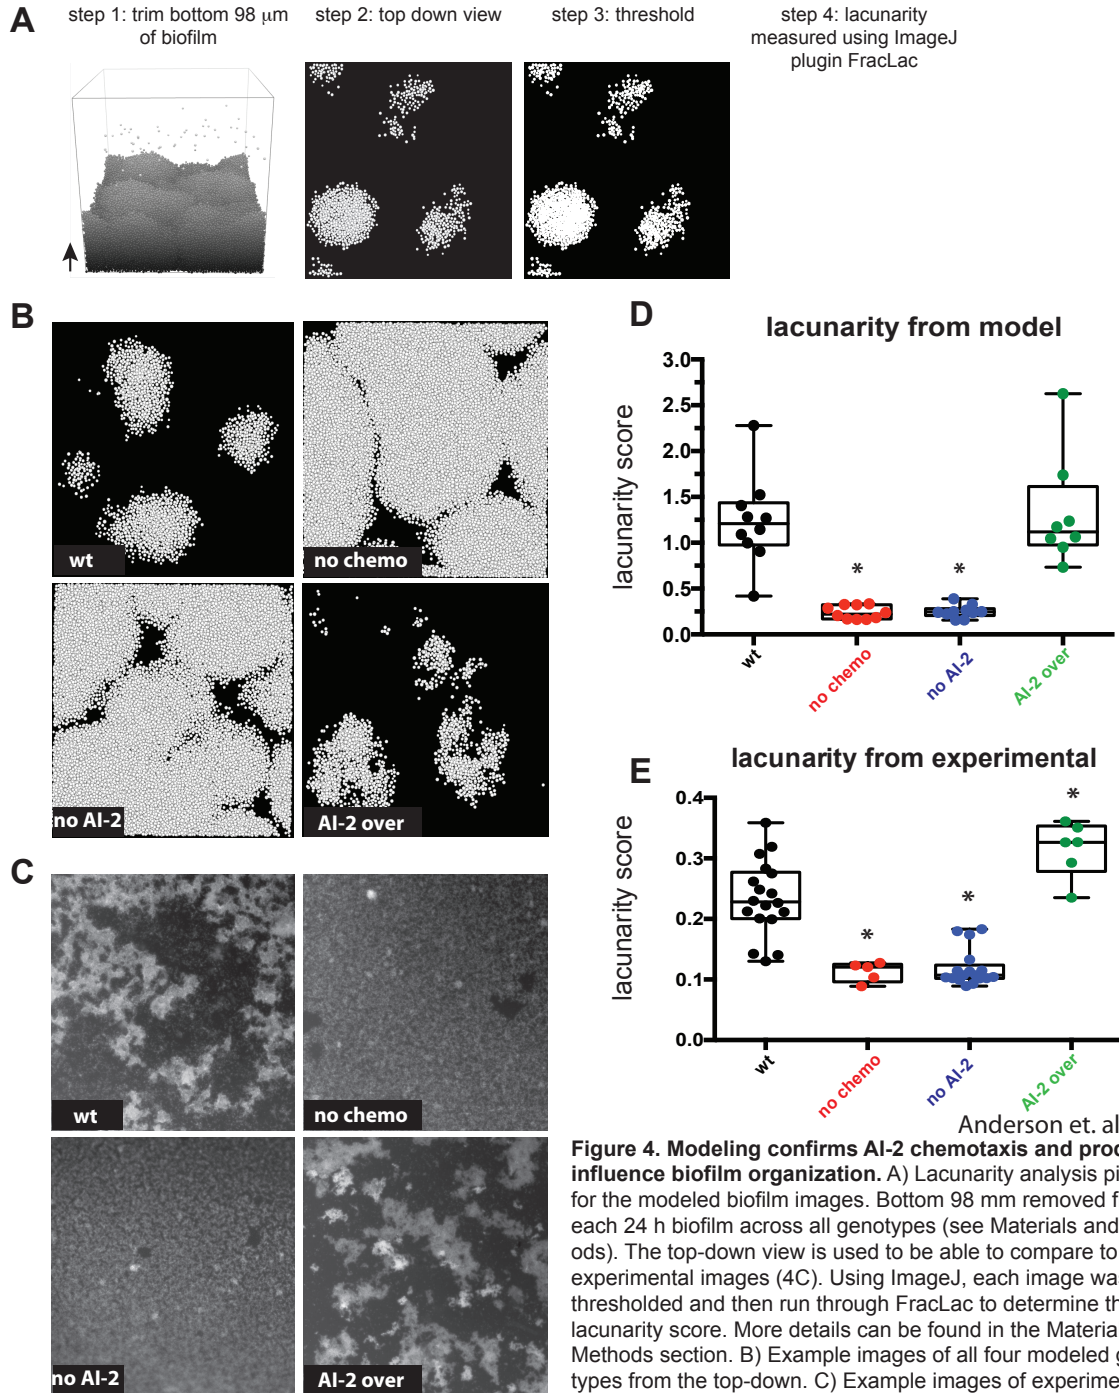 A
step 1: trim bottom 98 μm
of biofilm
step 2: top down view
step 3: threshold
step 4: lacunarity
measured using ImageJ
plugin FracLac
B
wt
no chemo
no AI-2
AI-2 over
C
wt
no chemo
no AI-2
AI-2 over
D
lacunarity from model
lacunarity score
3.0
2.5
2.0
1.5
1.0
0.5
0.0
*
*
wt
no chemo
no AI-2
AI-2 over
E
lacunarity from experimental
lacunarity score
0.4
0.3
0.2
0.1
0.0
*
*
*
wt
no chemo
no AI-2
AI-2 over
Anderson et. al
Figure 4. Modeling confirms AI-2 chemotaxis and prod
influence biofilm organization. A) Lacunarity analysis pi
for the modeled biofilm images. Bottom 98 mm removed f
each 24 h biofilm across all genotypes (see Materials and
ods). The top-down view is used to be able to compare to
experimental images (4C). Using ImageJ, each image wa
thresholded and then run through FracLac to determine th
lacunarity score. More details can be found in the Material
Methods section. B) Example images of all four modeled g
types from the top-down. C) Example images of experime